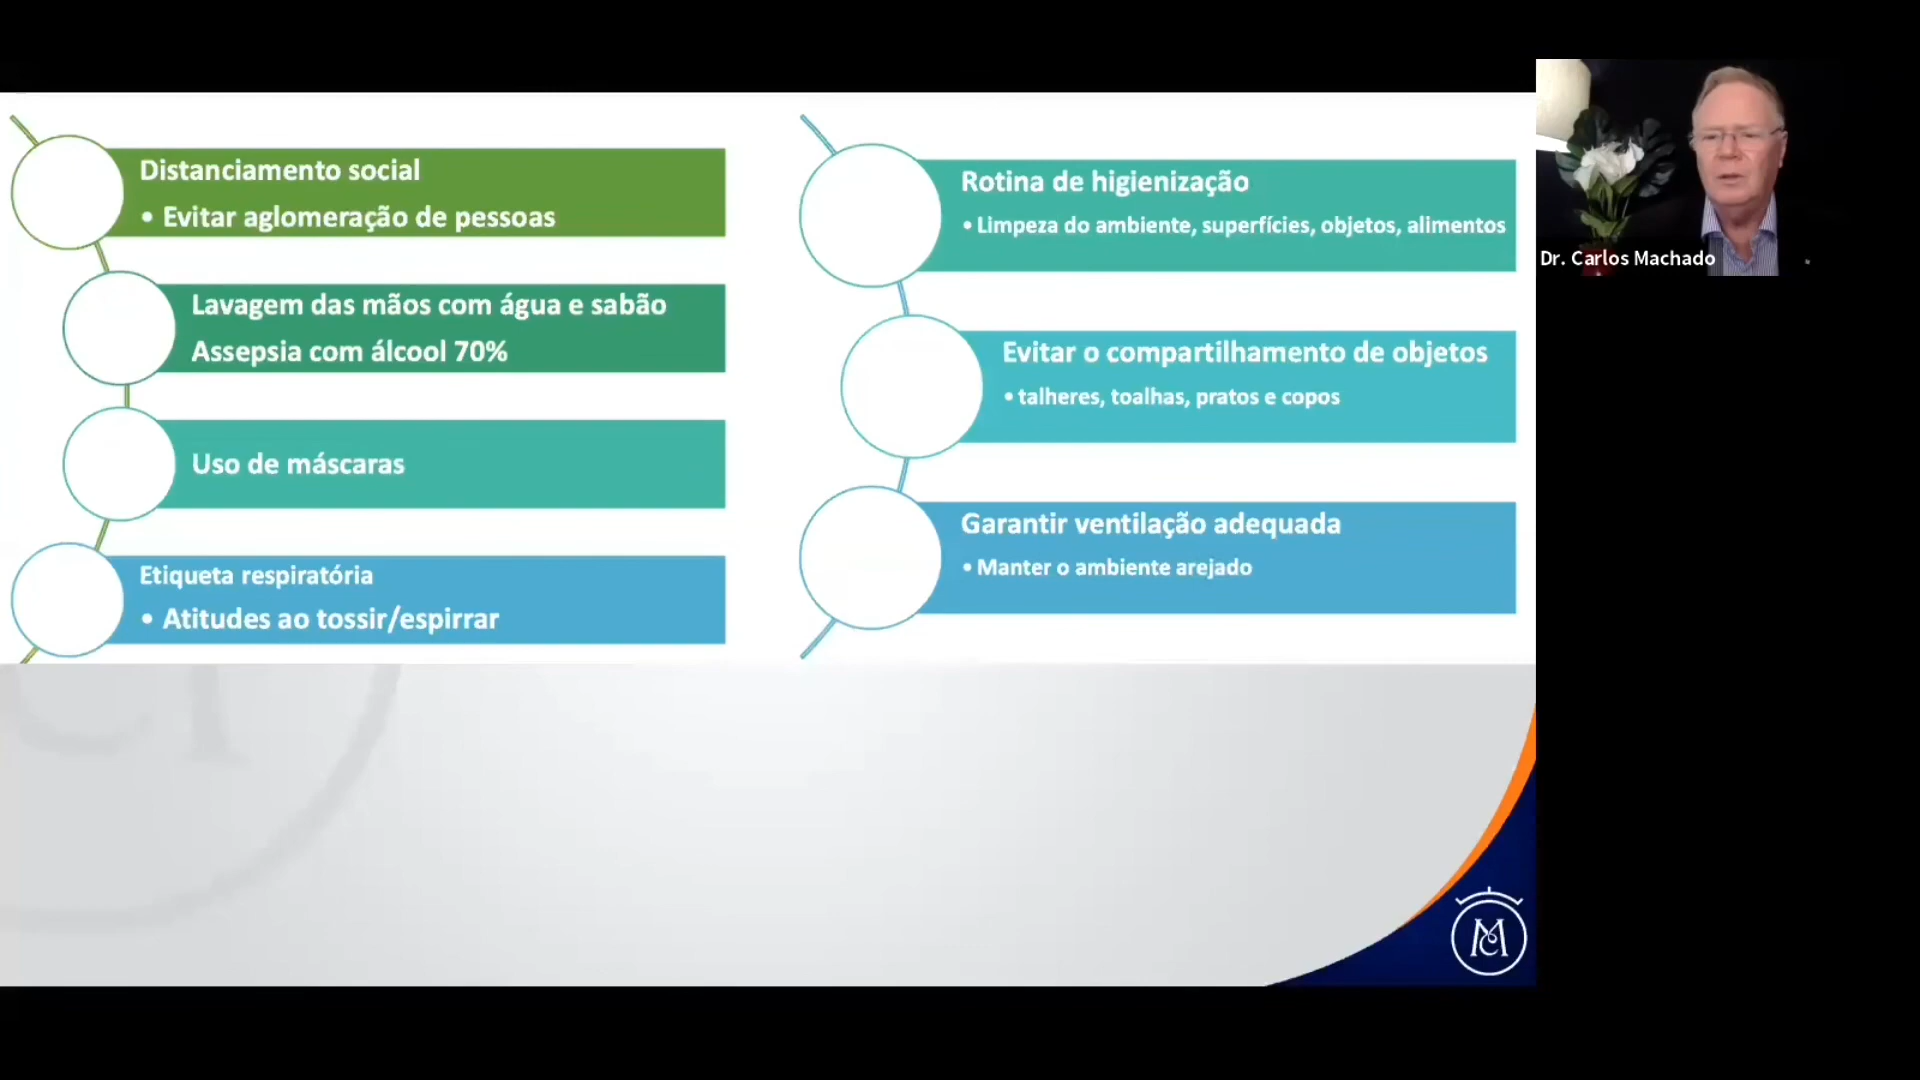 Distanciamento social
• Evitar aglomeração de pessoas
Lavagem das mãos com água e sabão
Assepsia com álcool 70%
Uso de máscaras
Etiqueta respiratória
• Atitudes ao tossir/espirrar
Rotina de higienização
• Limpeza do ambiente, superfícies, objetos, alimentos
Evitar o compartilhamento de objetos
• talheres, toalhas, pratos e copos
Garantir ventilação adequada
• Manter o ambiente arejado
Dr. Carlos Machado